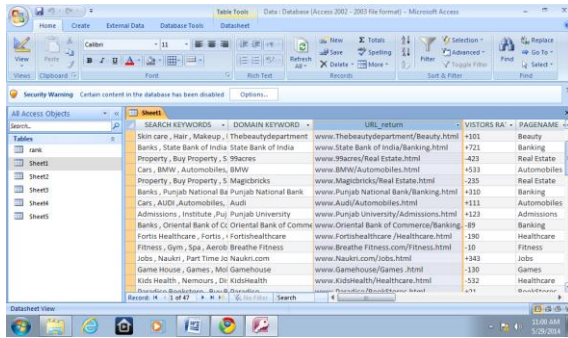 Table Tools Data : Database (Access 2002 - 2003 file format) - Microsoft Access
Home Create External Data Database Tools Datasheet
View Paste Calibri 11 Refresh All New Σ Totals Save Spelling Delete More Filter Selection Advanced Toggle Filter Find Replace Go To Select
Views Clipboard Font Rich Text Records Sort & Filter Find
Security Warning Certain content in the database has been disabled Options...
All Access Objects Sheet1
Search.. SEARCH KEYWORDS DOMAIN KEYWORD URL_return VISTORS RA PAGENAME
Tables Skin care , Hair , Makeup , Thebeautydepartment www.Thebeautydepartment/Beauty.html +101 Beauty
rank Banks , State Bank of India State Bank of India www.State Bank of India/Banking.html +721 Banking
Sheet1 Property , Buy Property , S 99acres www.99acres/Real Estate.html -423 Real Estate
Cars , BMW , Automobiles, BMW www.BMW/Automobiles.html +533 Automobiles
Sheet2 Property , Buy Property , S Magicbricks www.Magicbricks/Real Estate.html -235 Real Estate
Sheet3 Banks , Punjab National Ba Punjab National Bank www.Punjab National Bank/Banking.html +310 Banking
Sheet4 Cars , AUDI ,Automobiles, Audi www.Audi/Automobiles.html +111 Automobiles
Sheet5 Admissions , Institute ,Puj Punjab University www.Punjab University/Admissions.html +123 Admissions
Banks , Oriental Bank of Cc Oriental Bank of Comme www.Oriental Bank of Commerce/Banking. -89 Banking
Fortis Healthcare , Fortis , Fortishealthcare www.Fortishealthcare /Healthcare.html -190 Healthcare
Fitness , Gym , Spa , Aerob Breathe Fitness www.Breathe Fitness.com/Fitness.html -10 Fitness
Jobs , Naukri , Part Time Jo Naukri.com www.Naukri.com/Jobs.html +343 Jobs
Game House , Games , Mo Gamehouse www.Gamehouse/Games .html -130 Games
Kids Health , Nemours , Di KidsHealth www.KidsHealth/Healthcare.html -532 Healthcare
Record: 1 of 47 No Filter Search
Datasheet View
11:00 AM
5/29/2014